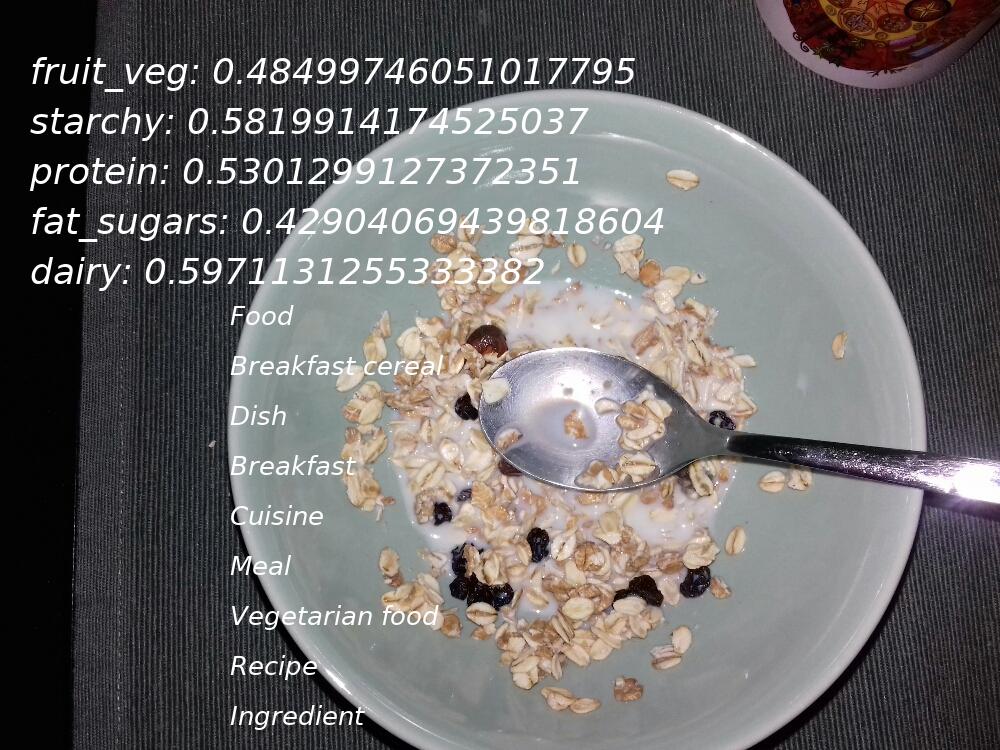 fruit_veg: 0.48499746051017795
starchy: 0.5819914174525037
protein: 0.5301299127372351
fat_sugars: 0.42904069439818604
dairy: 0.5971131255333382
Food
Breakfast cereal
Dish
Breakfast
Cuisine
Meal
Vegetarian food
Recipe
Ingredient